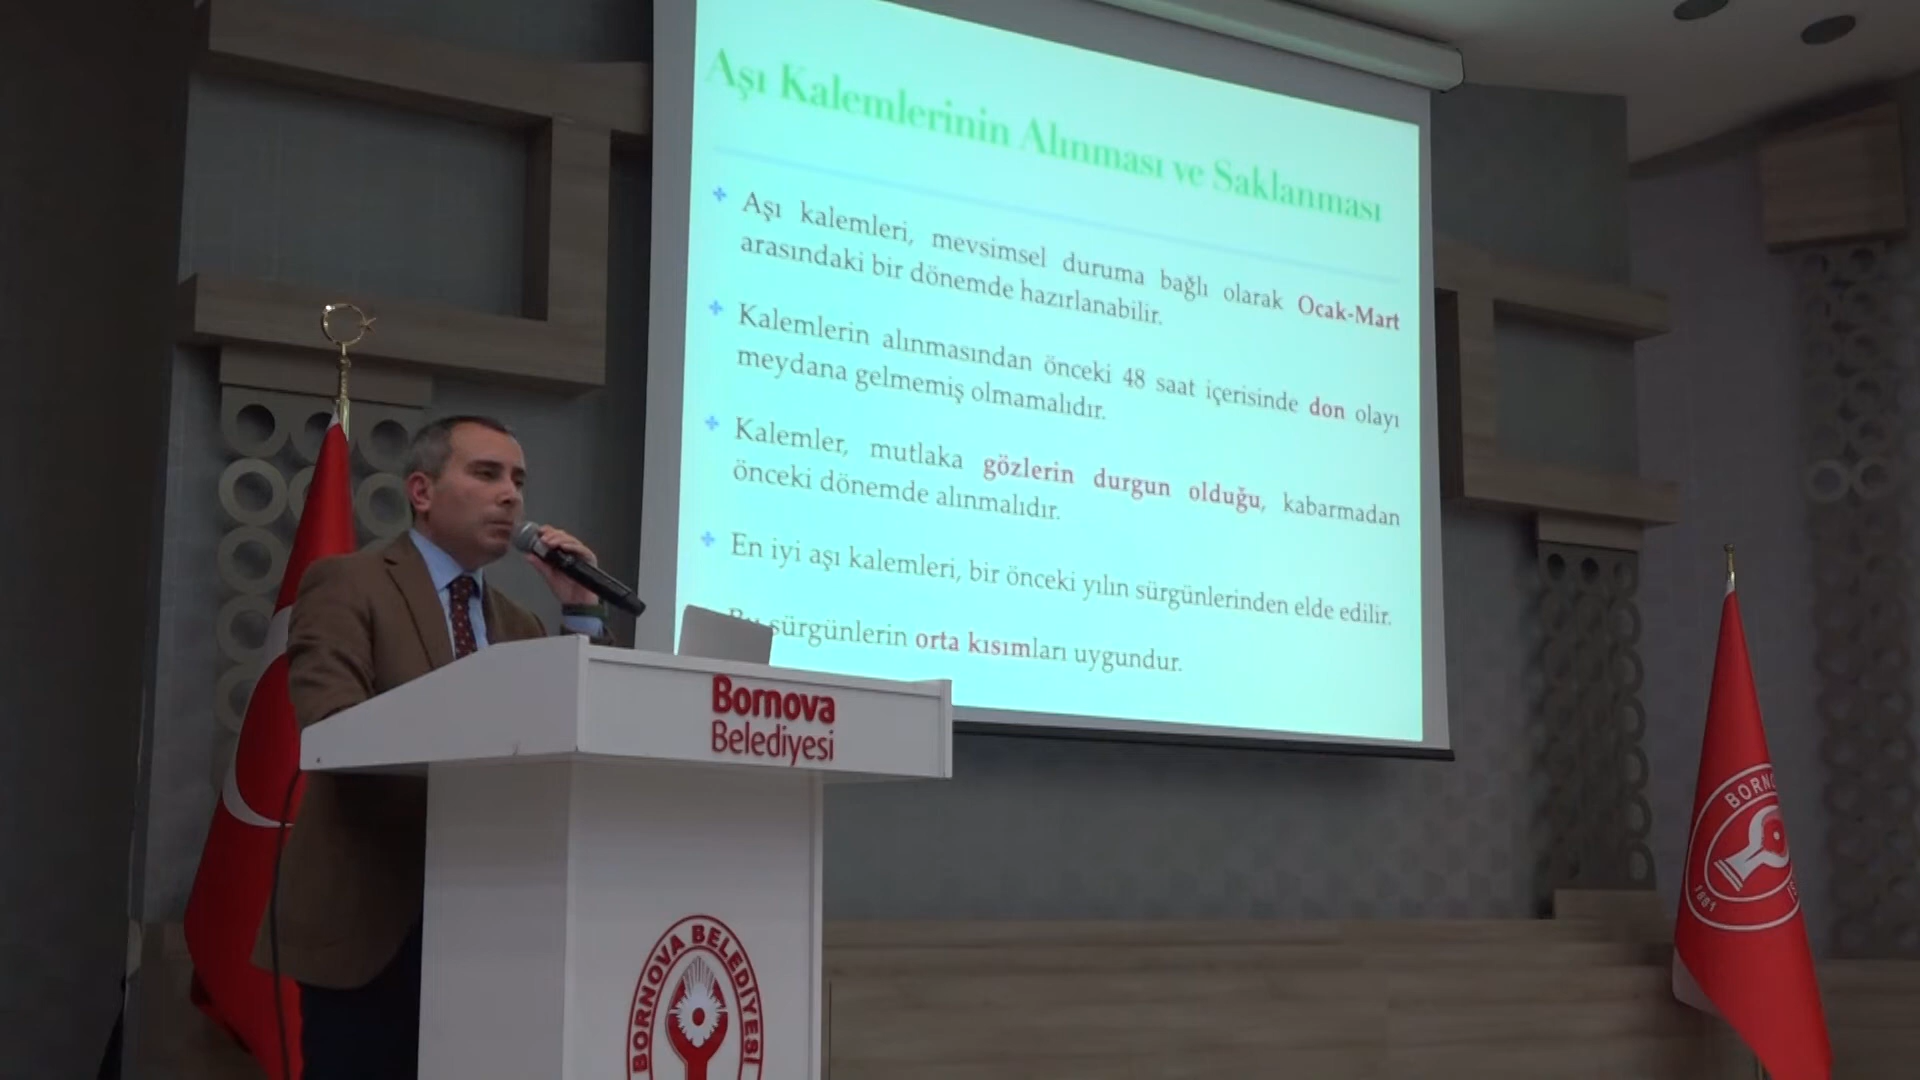 Aşı Kalemlerinin Alınması ve Saklanması
Aşı kalemleri, mevsimsel duruma bağlı olarak Ocak-Mart
arasındaki bir dönemde hazırlanabilir.
Kalemlerin alınmasından önceki 48 saat içerisinde don olayı
meydana gelmemiş olmamalıdır.
Kalemler, mutlaka gözlerin durgun olduğu, kabarmadan
önceki dönemde alınmalıdır.
En iyi aşı kalemleri, bir önceki yılın sürgünlerinden elde edilir.
Bu sürgünlerin orta kısımları uygundur.
Bornova
Belediyesi
BORNOVA BELEDİYESİ
1881